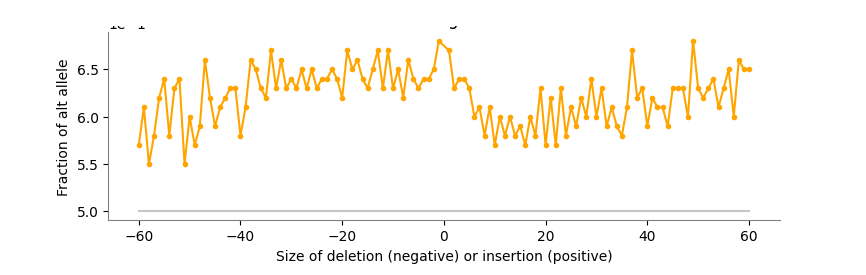 6.5
6.0
5.5
5.0
Fraction of alt allele
−60 −40 −20 0 20 40 60
Size of deletion (negative) or insertion (positive)